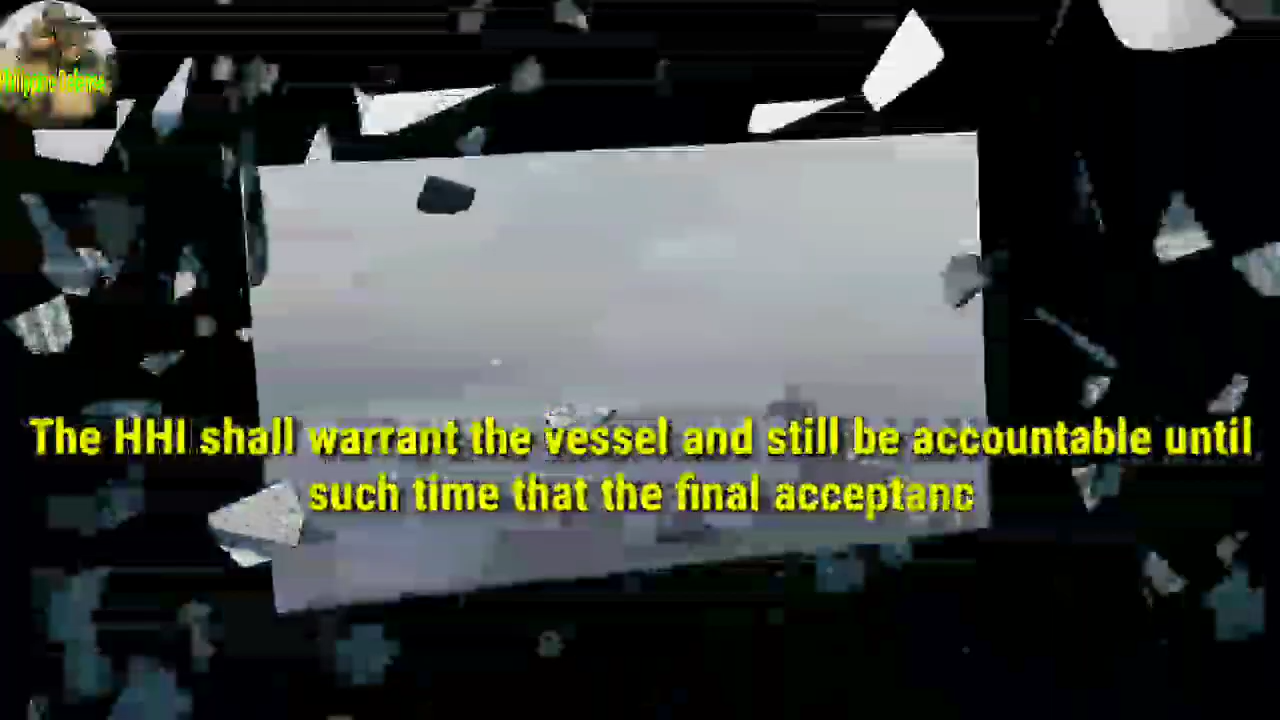 The HHI shall warrant the vessel and still be accountable until
such time that the final acceptanc